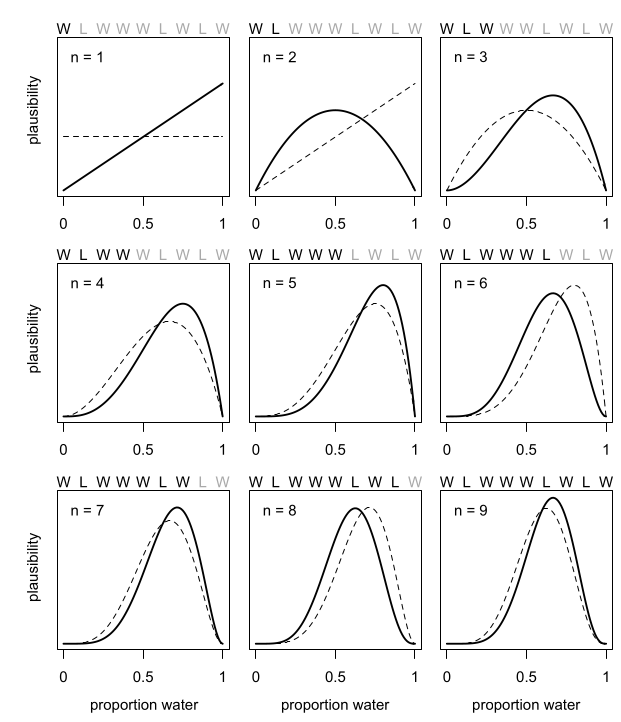 W L W W W L W L W W L W W W L W L W W L W W W L W L W
n = 1 n = 2 n = 3
plausibility
0 0.5 1 0 0.5 1 0 0.5 1
W L W W W L W L W W L W W W L W L W W L W W W L W L W
n = 4 n = 5 n = 6
plausibility
0 0.5 1 0 0.5 1 0 0.5 1
W L W W W L W L W W L W W W L W L W W L W W W L W L W
n = 7 n = 8 n = 9
plausibility
0 0.5 1 0 0.5 1 0 0.5 1
proportion water proportion water proportion water